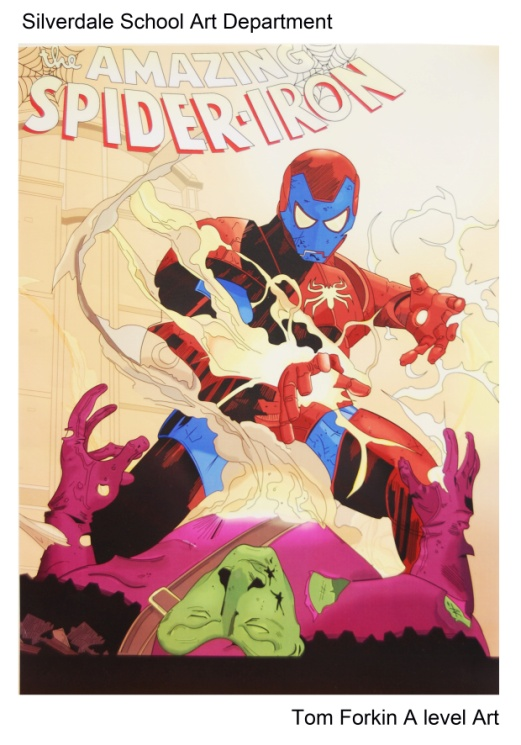 Silverdale School Art Department
the AMAZING
SPIDER-IRON
Tom Forkin A level Art